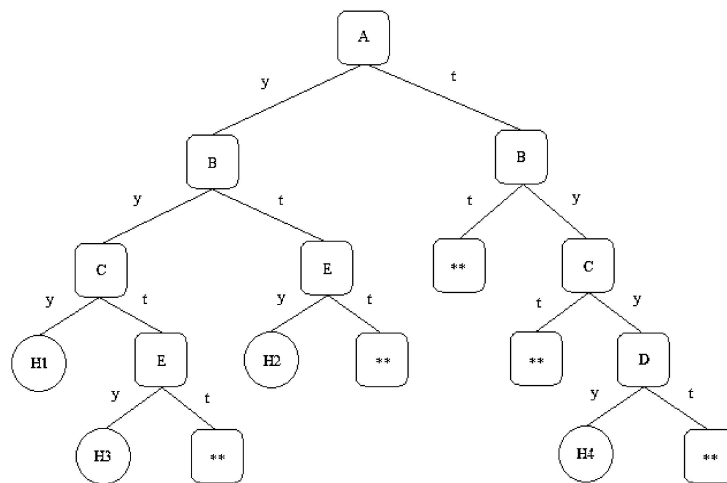 A
y t
B B
y t t y
C E ** C
y t y t t y
H1 E H2 ** ** D
y t y t
H3 ** H4 **